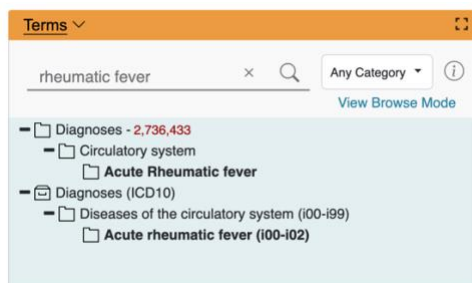 Terms
rheumatic fever
Any Category
View Browse Mode
Diagnoses - 2,736,433
Circulatory system
Acute Rheumatic fever
Diagnoses (ICD10)
Diseases of the circulatory system (i00-i99)
Acute rheumatic fever (i00-i02)